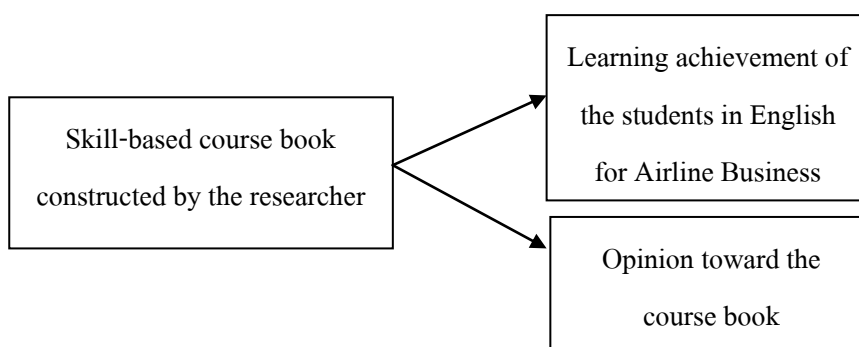 Skill-based course book
constructed by the researcher
Learning achievement of
the students in English
for Airline Business
Opinion toward the
course book